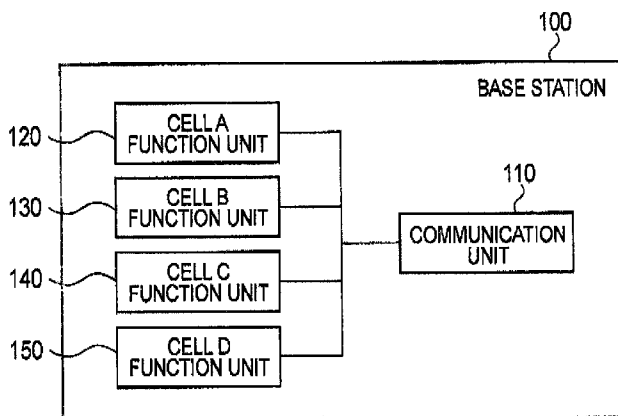 100
BASE STATION
120
CELL A
FUNCTION UNIT
130
CELL B
FUNCTION UNIT
110
COMMUNICATION
UNIT
140
CELL C
FUNCTION UNIT
150
CELL D
FUNCTION UNIT